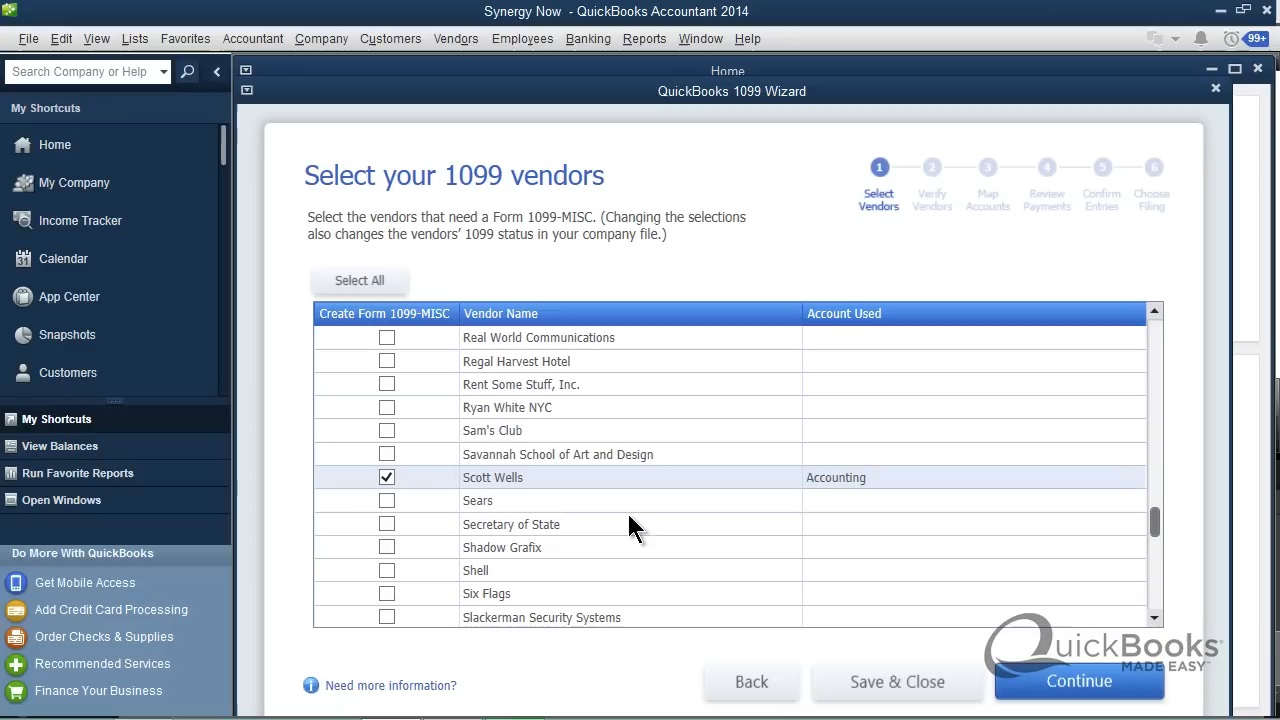 Synergy Now - QuickBooks Accountant 2014
File Edit View Lists Favorites Accountant Company Customers Vendors Employees Banking Reports Window Help
99+
Search Company or Help
Home
QuickBooks 1099 Wizard
My Shortcuts
Home
My Company
Income Tracker
31
Calendar
App Center
Snapshots
Customers
My Shortcuts
View Balances
Run Favorite Reports
Open Windows
Do More With QuickBooks
Get Mobile Access
Add Credit Card Processing
Order Checks & Supplies
Recommended Services
Finance Your Business
Select your 1099 vendors
1 2 3 4 5 6
Select Verify Map Review Confirm Choose
Vendors Vendors Accounts Payments Entries Filing
Select the vendors that need a Form 1099-MISC. (Changing the selections
also changes the vendors' 1099 status in your company file.)
Select All
Create Form 1099-MISC Vendor Name Account Used
Real World Communications
Regal Harvest Hotel
Rent Some Stuff, Inc.
Ryan White NYC
Sam's Club
Savannah School of Art and Design
Scott Wells Accounting
Sears
Secretary of State
Shadow Grafix
Shell
Six Flags
Slackerman Security Systems
QuickBooks
MADE EASY™
Need more information?
Back Save & Close Continue